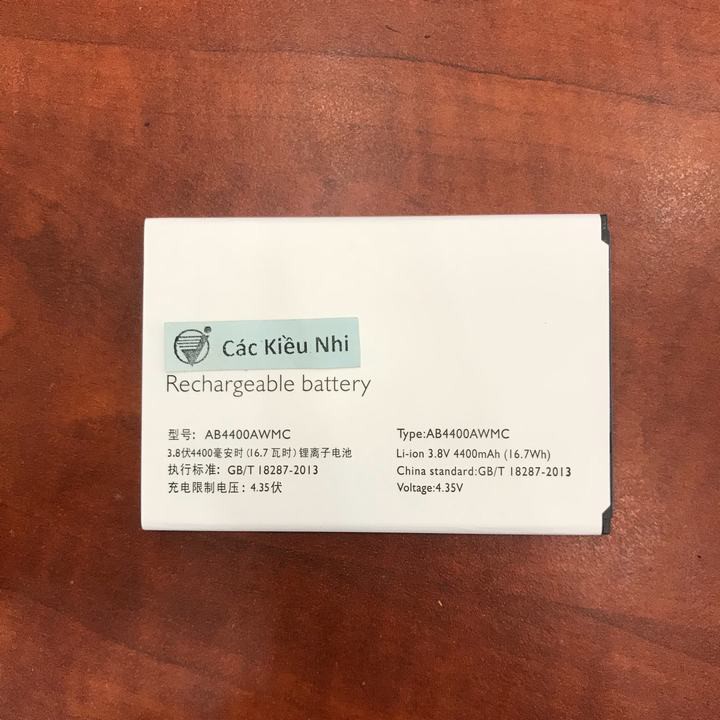 Các Kiều Nhi
Rechargeable battery
型号: AB4400AWMC
3.8伏4400毫安时 (16.7 瓦时) 锂离子电池
执行标准: GB/T 18287-2013
充电限制电压: 4.35伏
Type:AB4400AWMC
Li-ion 3.8V 4400mAh (16.7Wh)
China standard:GB/T 18287-2013
Voltage:4.35V